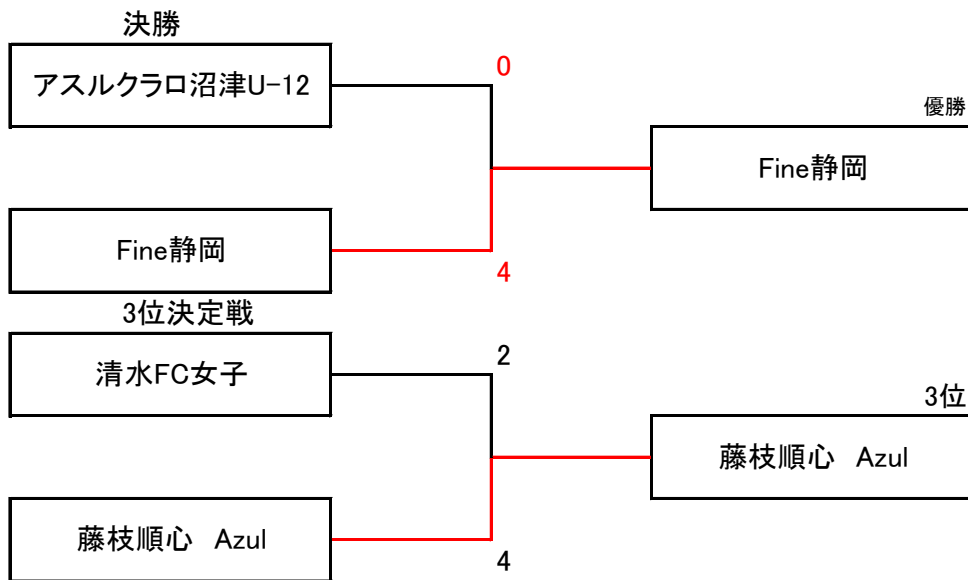 決勝
アスルクラロ沼津U-12
0
優勝
Fine静岡
Fine静岡
4
3位決定戦
清水FC女子
2
3位
藤枝順心　Azul
藤枝順心　Azul
4